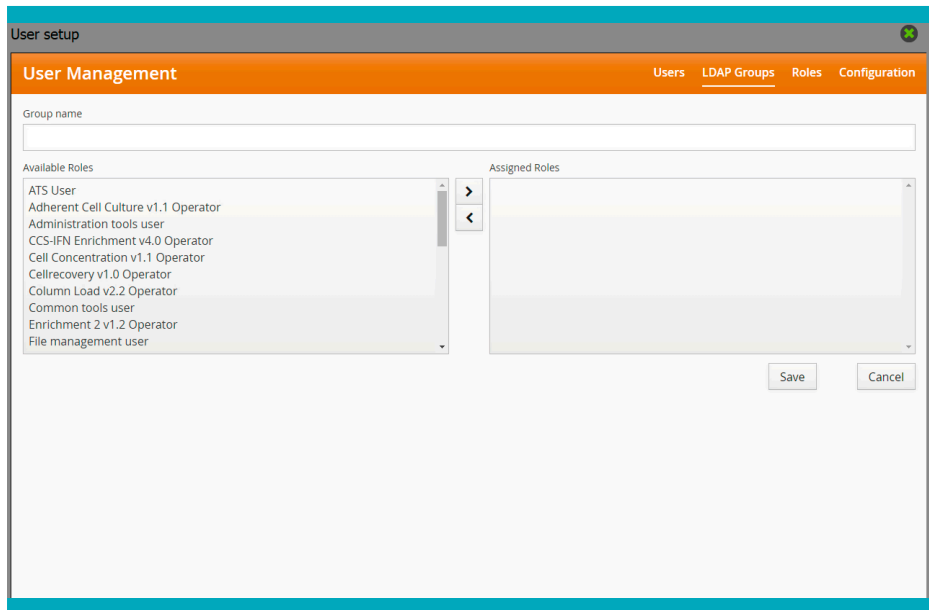 User setup
User Management
Users LDAP Groups Roles Configuration
Group name
Available Roles
Assigned Roles
ATS User
Adherent Cell Culture v1.1 Operator
Administration tools user
CCS-IFN Enrichment v4.0 Operator
Cell Concentration v1.1 Operator
Cellrecovery v1.0 Operator
Column Load v2.2 Operator
Common tools user
Enrichment 2 v1.2 Operator
File management user
Save
Cancel